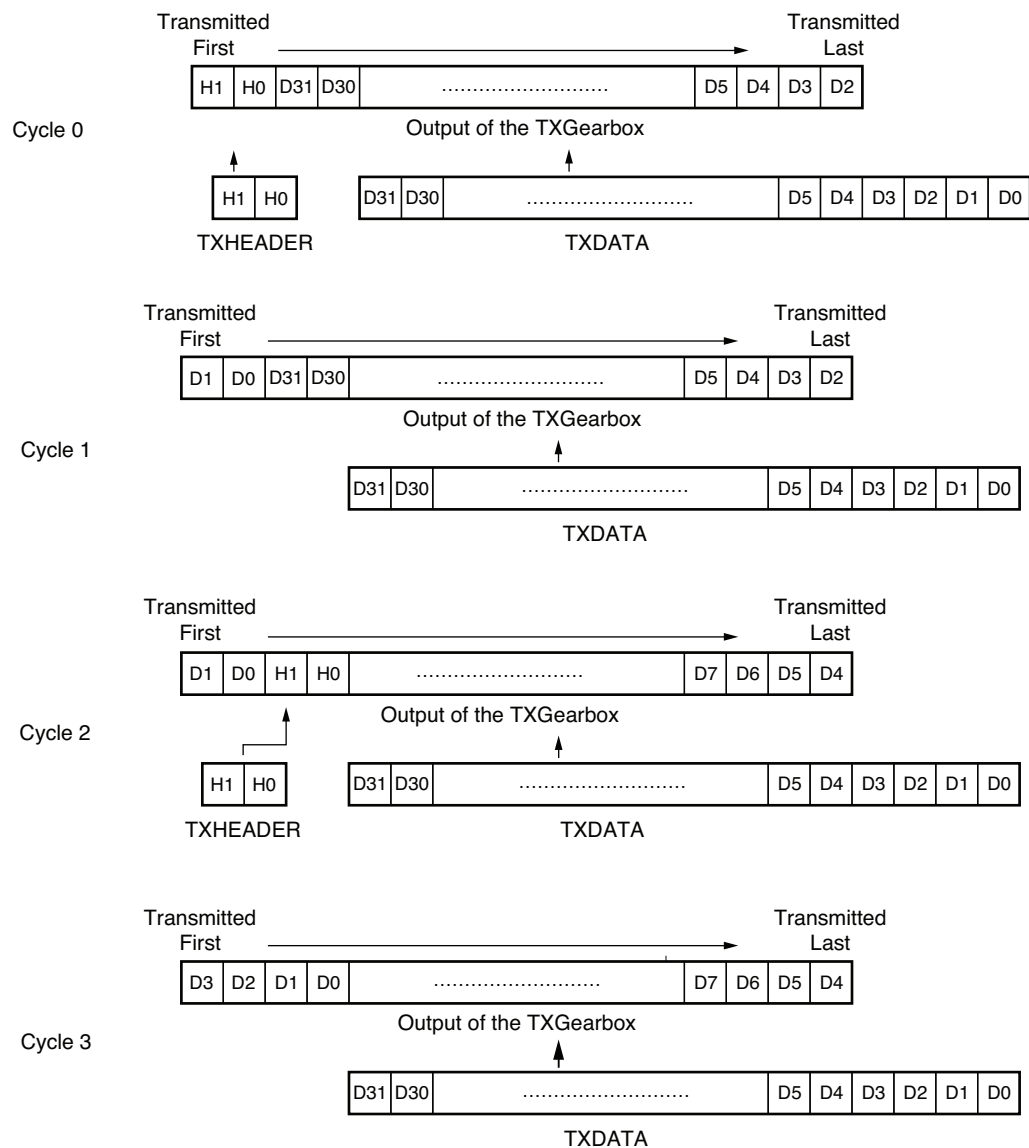 Transmitted First
Transmitted Last
H1 H0 D31 D30 ........................... D5 D4 D3 D2
Output of the TXGearbox
Cycle 0
H1 H0
TXHEADER
D31 D30 ........................... D5 D4 D3 D2 D1 D0
TXDATA
Transmitted First
Transmitted Last
D1 D0 D31 D30 ........................... D5 D4 D3 D2
Output of the TXGearbox
Cycle 1
D31 D30 ........................... D5 D4 D3 D2 D1 D0
TXDATA
Transmitted First
Transmitted Last
D1 D0 H1 H0 ........................... D7 D6 D5 D4
Output of the TXGearbox
Cycle 2
H1 H0
TXHEADER
D31 D30 ........................... D5 D4 D3 D2 D1 D0
TXDATA
Transmitted First
Transmitted Last
D3 D2 D1 D0 ........................... D7 D6 D5 D4
Output of the TXGearbox
Cycle 3
D31 D30 ........................... D5 D4 D3 D2 D1 D0
TXDATA